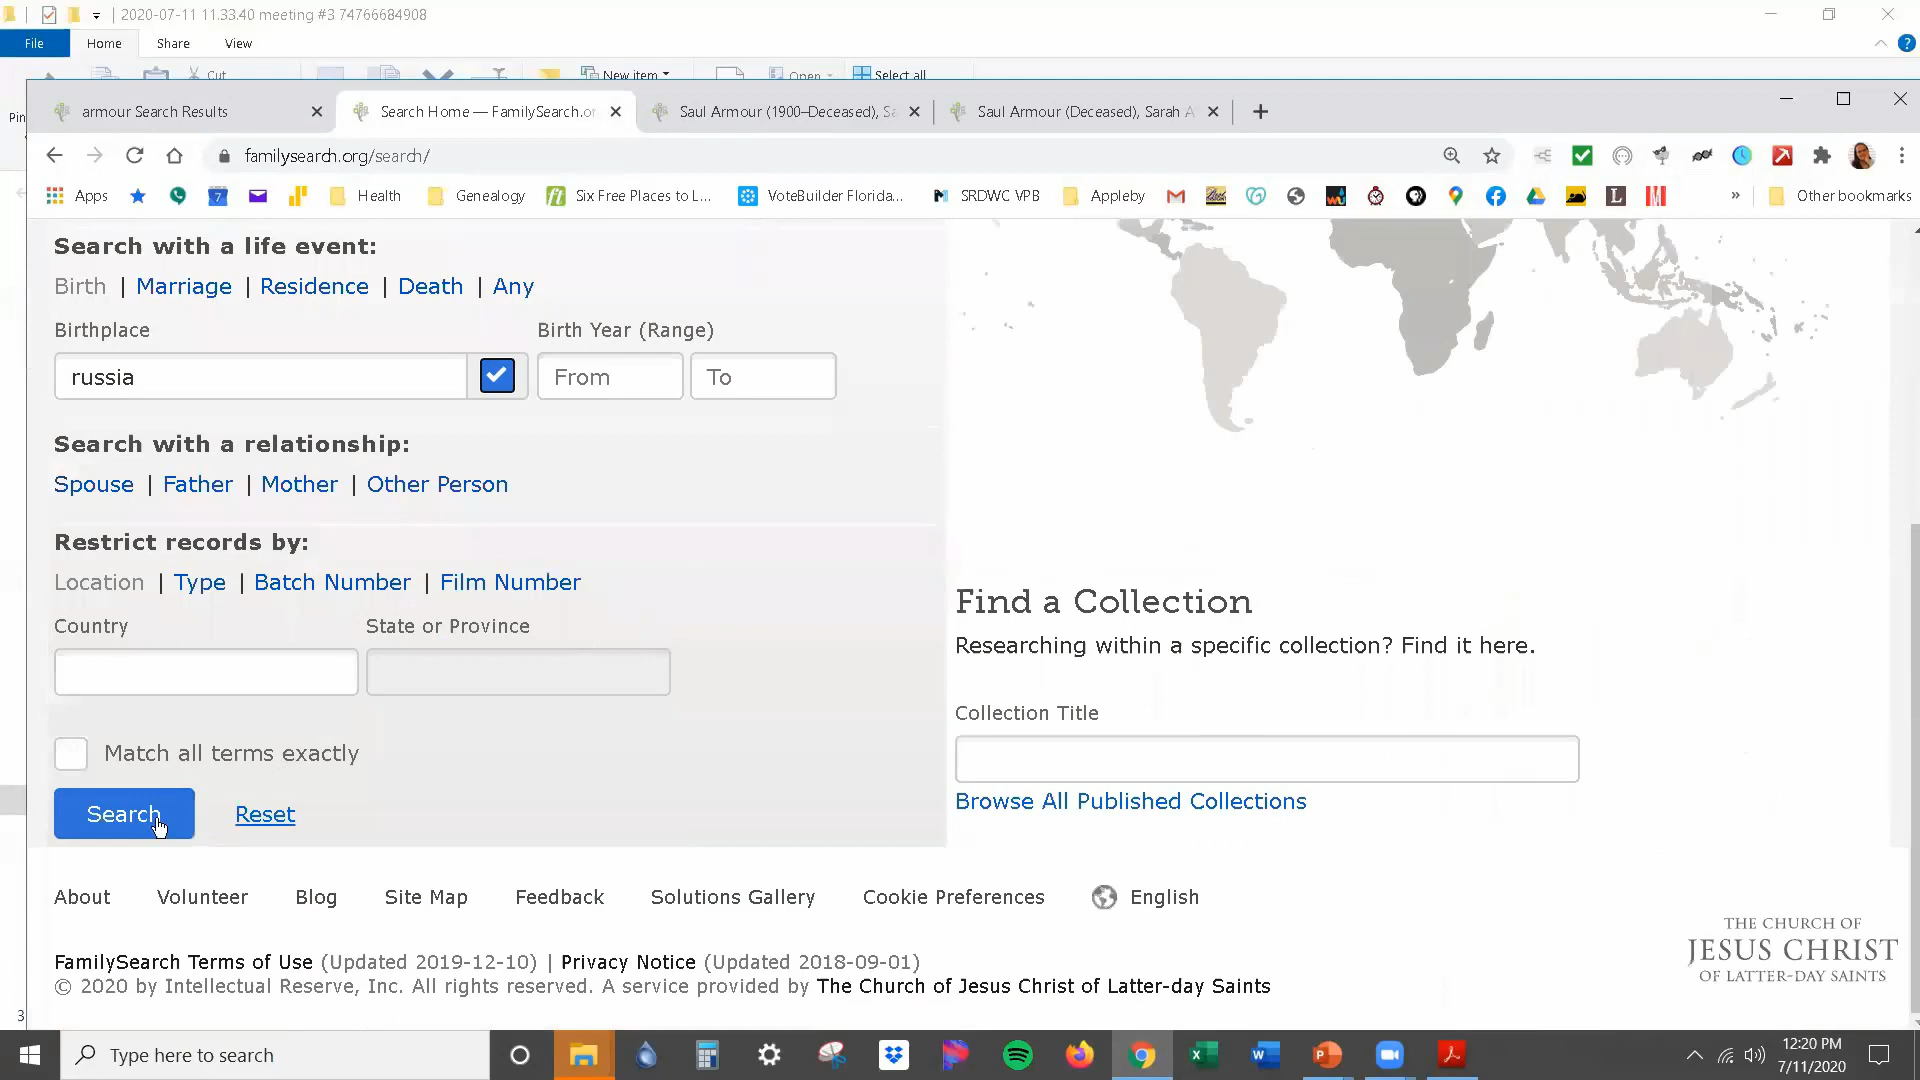 2020-07-11 11.33.40 meeting #3 74766684908
File Home Share View
Cut New item Open Select all
Pin
armour Search Results
Search Home — FamilySearch.or
Saul Armour (1900–Deceased), Sa
Saul Armour (Deceased), Sarah A
familysearch.org/search/
Apps 7 Health Genealogy Six Free Places to L... VoteBuilder Florida... SRDWC VPB Appleby » Other bookmarks
Search with a life event:
Birth | Marriage | Residence | Death | Any
Birthplace Birth Year (Range)
russia From To
Search with a relationship:
Spouse | Father | Mother | Other Person
Restrict records by:
Location | Type | Batch Number | Film Number
Country State or Province
Match all terms exactly
Search Reset
Find a Collection
Researching within a specific collection? Find it here.
Collection Title
Browse All Published Collections
About Volunteer Blog Site Map Feedback Solutions Gallery Cookie Preferences English
THE CHURCH OF
JESUS CHRIST
OF LATTER-DAY SAINTS
FamilySearch Terms of Use (Updated 2019-12-10) | Privacy Notice (Updated 2018-09-01)
© 2020 by Intellectual Reserve, Inc. All rights reserved. A service provided by The Church of Jesus Christ of Latter-day Saints
3
Type here to search
12:20 PM
7/11/2020